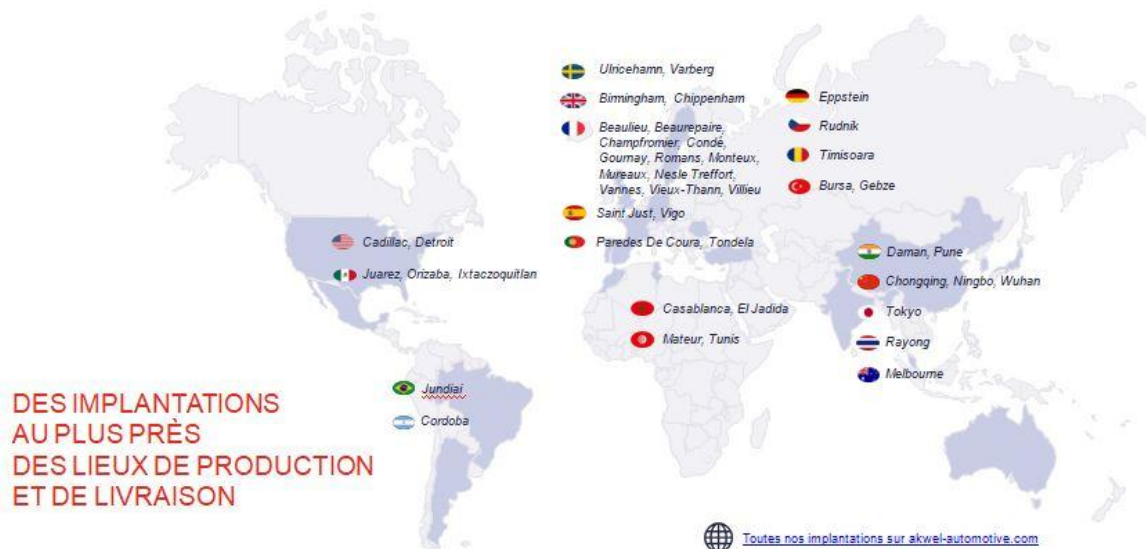 Ulricehamn, Varberg
Birmingham, Chippenham
Beaulieu, Beaurepaire,
Champfromier, Condé,
Gournay, Romans, Monteux,
Mureaux, Nesle Treffort,
Vannes, Vieux-Thann, Villieu
Saint Just, Vigo
Paredes De Coura, Tondela
Eppstein
Rudnik
Timisoara
Bursa, Gebze
Cadillac, Detroit
Juarez, Orizaba, Ixtaczoquitlan
Casablanca, El Jadida
Mateur, Tunis
Daman, Pune
Chongqing, Ningbo, Wuhan
Tokyo
Rayong
Melbourne
Jundiaí
Cordoba
DES IMPLANTATIONS
AU PLUS PRÈS
DES LIEUX DE PRODUCTION
ET DE LIVRAISON
Toutes nos implantations sur akwel-automotive.com